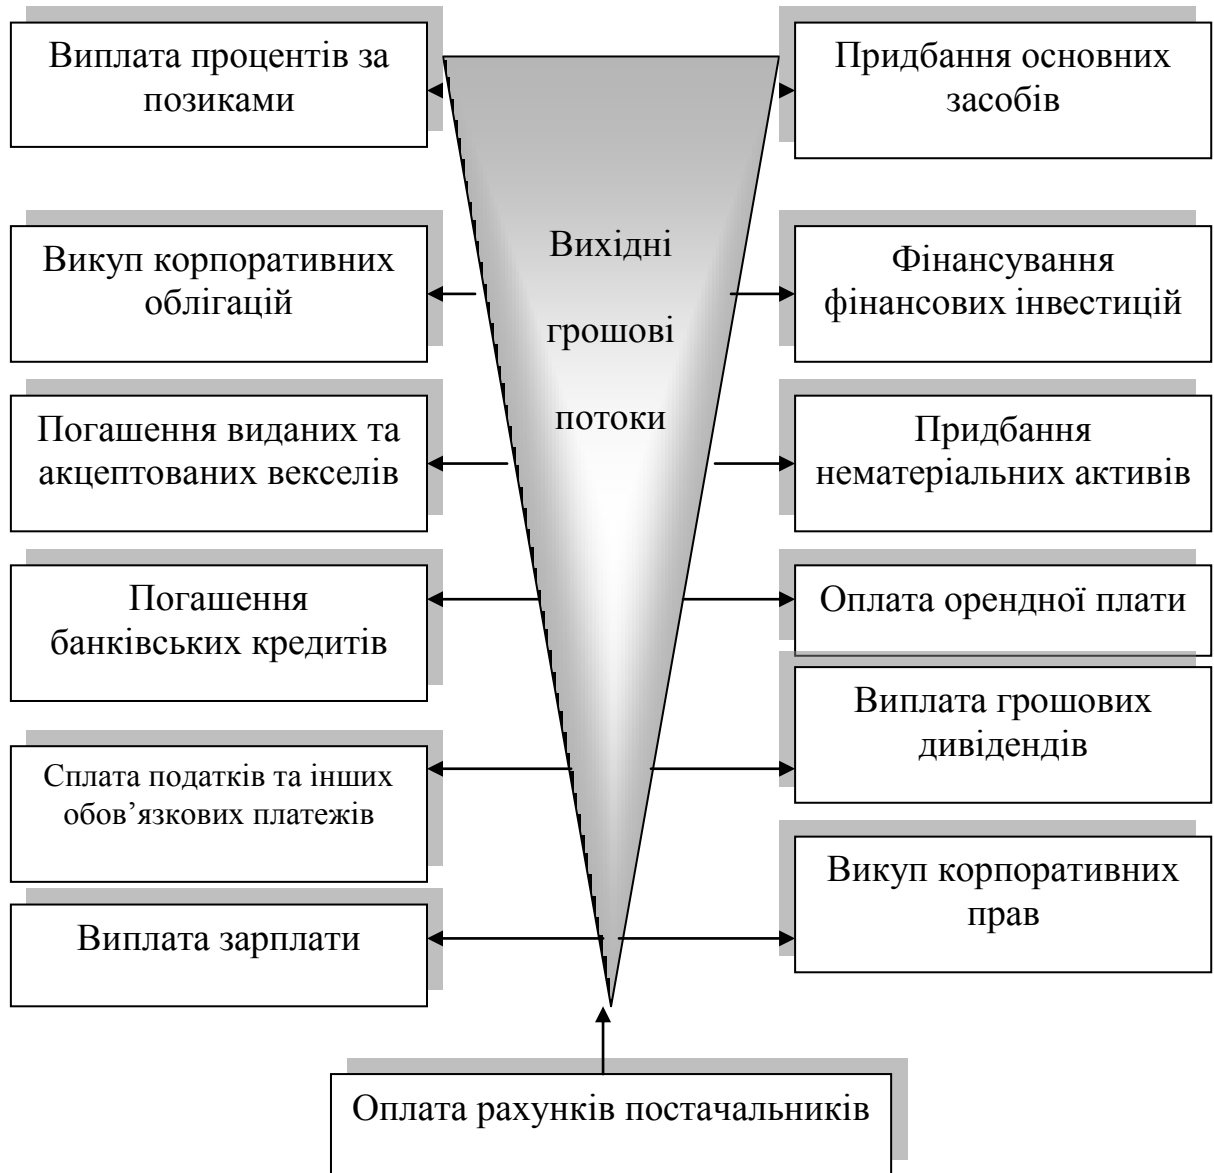 Виплата процентів за
позиками
Придбання основних
засобів
Вихідні
грошові
потоки
Викуп корпоративних
облігацій
Фінансування
фінансових інвестицій
Погашення виданих та
акцептованих векселів
Придбання
нематеріальних активів
Погашення
банківських кредитів
Оплата орендної плати
Виплата грошових
дивідендів
Сплата податків та інших
обов’язкових платежів
Викуп корпоративних
прав
Виплата зарплати
Оплата рахунків постачальників